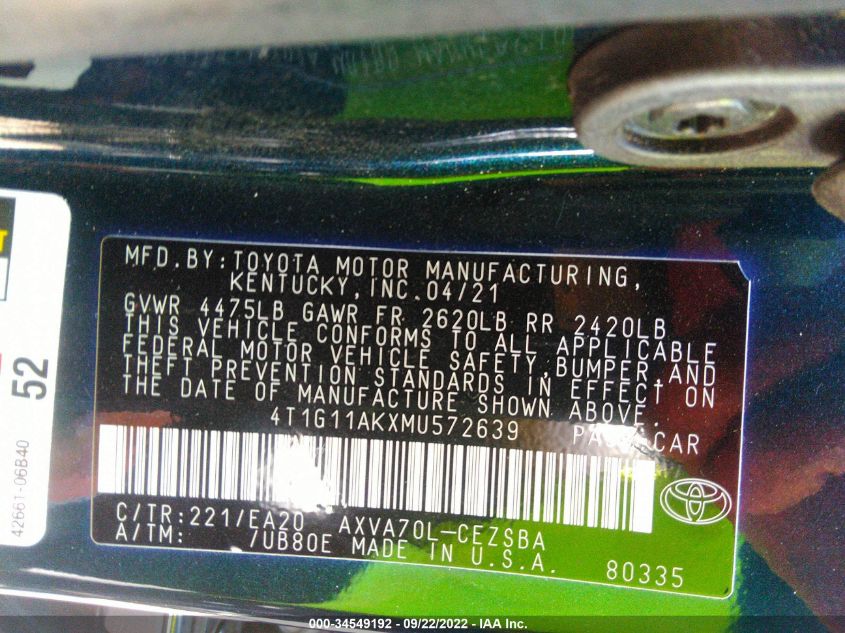 MFD.BY:TOYOTA MOTOR MANUFACTURING,
KENTUCKY,INC.04/21
GVWR 4475LB GAWR FR 2620LB RR 2420LB
THIS VEHICLE CONFORMS TO ALL APPLICABLE
FEDERAL MOTOR VEHICLE SAFETY,BUMPER,AND
THEFT PREVENTION STANDARDS IN EFFECT ON
THE DATE OF MANUFACTURE SHOWN ABOVE.
4T1G11AKXMU572639 PASS.CAR
C/TR:221/EA20 AXVA70L-CEZSBA
A/TM: 7UB80E MADE IN U.S.A. 80335
52
42661-06B40
000-34549192 - 09/22/2022 - IAA Inc.